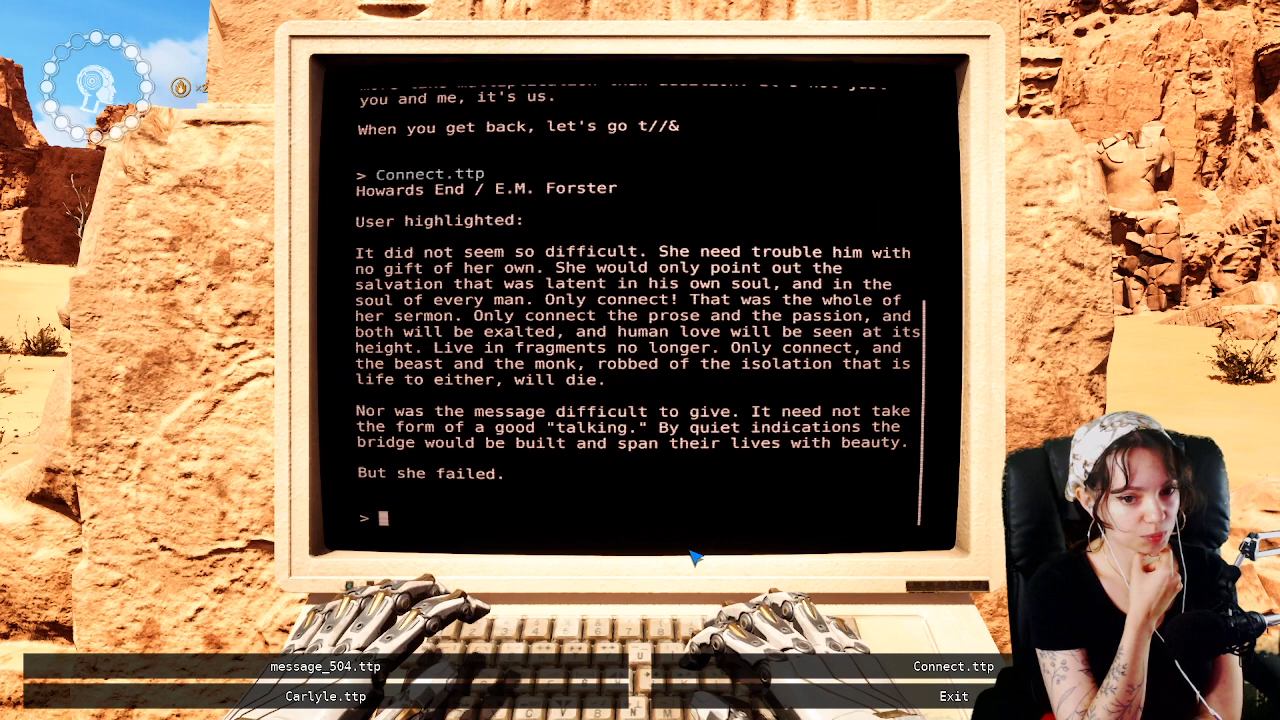 you and me, it's us.
When you get back, let's go t//&
> Connect.ttp
Howards End / E.M. Forster
User highlighted:
It did not seem so difficult. She need trouble him with
no gift of her own. She would only point out the
salvation that was latent in his own soul, and in the
soul of every man. Only connect! That was the whole of
her sermon. Only connect the prose and the passion, and
both will be exalted, and human love will be seen at its
height. Live in fragments no longer. Only connect, and
the beast and the monk, robbed of the isolation that is
life to either, will die.
Nor was the message difficult to give. It need not take
the form of a good "talking." By quiet indications the
bridge would be built and span their lives with beauty.
But she failed.
>
message_504.ttp
Connect.ttp
Carlyle.ttp
Exit